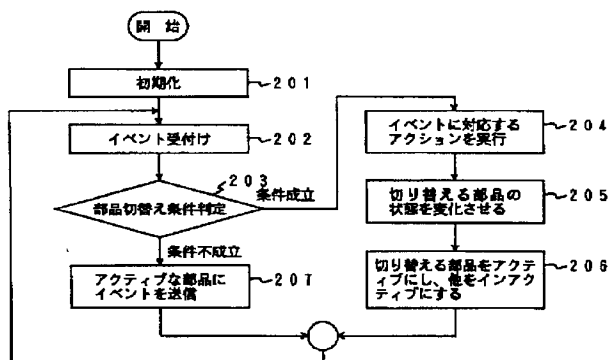 開 始
初期化
201
イベント受付け
202
部品切替え条件判定
203
条件成立
条件不成立
アクティブな部品に
イベントを送信
207
イベントに対応する
アクションを実行
204
切り替える部品の
状態を変化させる
205
切り替える部品をアクティ
ブにし、他をインアク
ティブにする
206